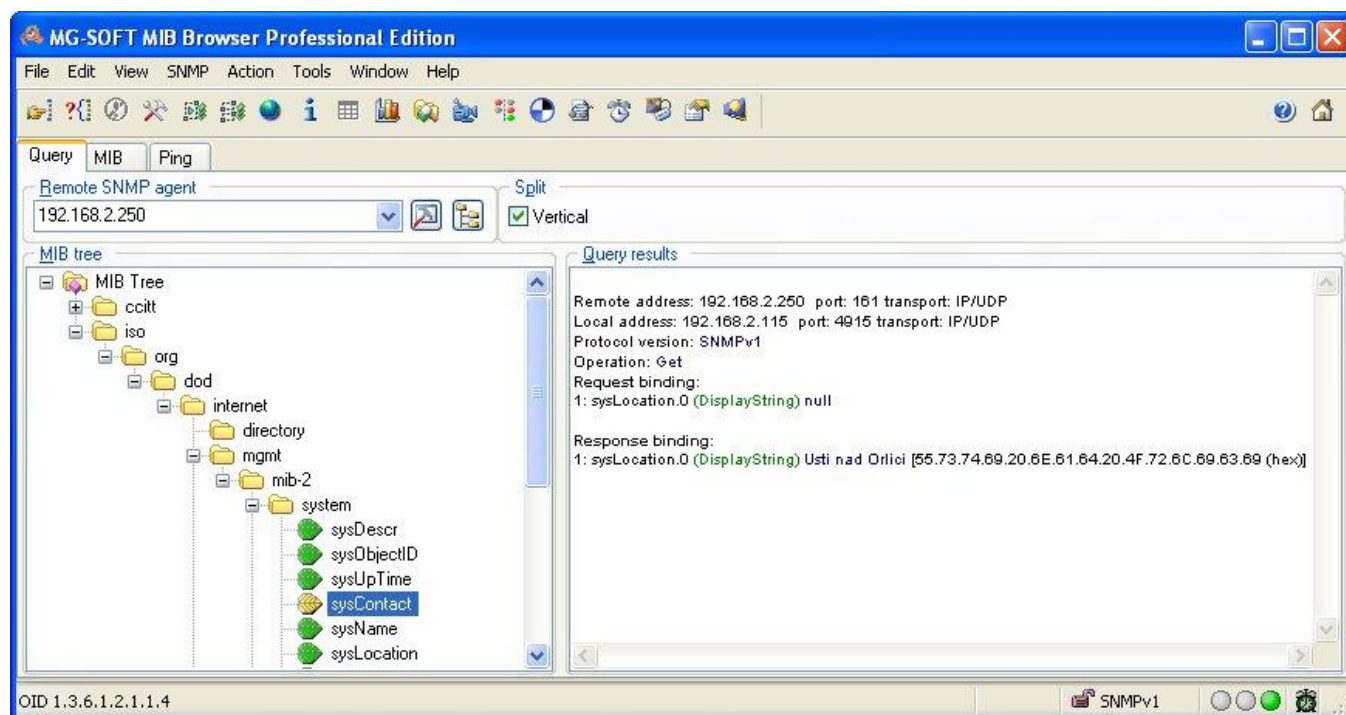 MG-SOFT MIB Browser Professional Edition
File Edit View SNMP Action Tools Window Help
Query MIB Ping
Remote SNMP agent
192.168.2.250
Split
Vertical
MIB tree
MIB Tree
ccitt
iso
org
dod
internet
directory
mgmt
mib-2
system
sysDescr
sysObjectID
sysUpTime
sysContact
sysName
sysLocation
Query results
Remote address: 192.168.2.250 port: 161 transport: IP/UDP
Local address: 192.168.2.115 port: 4915 transport: IP/UDP
Protocol version: SNMPv1
Operation: Get
Request binding:
1: sysLocation.0 (DisplayString) null
Response binding:
1: sysLocation.0 (DisplayString) Usti nad Orlici [55.73.74.69.20.6E.61.64.20.4F.72.6C.69.63.69 (hex)]
OID 1.3.6.1.2.1.1.4
SNMPv1